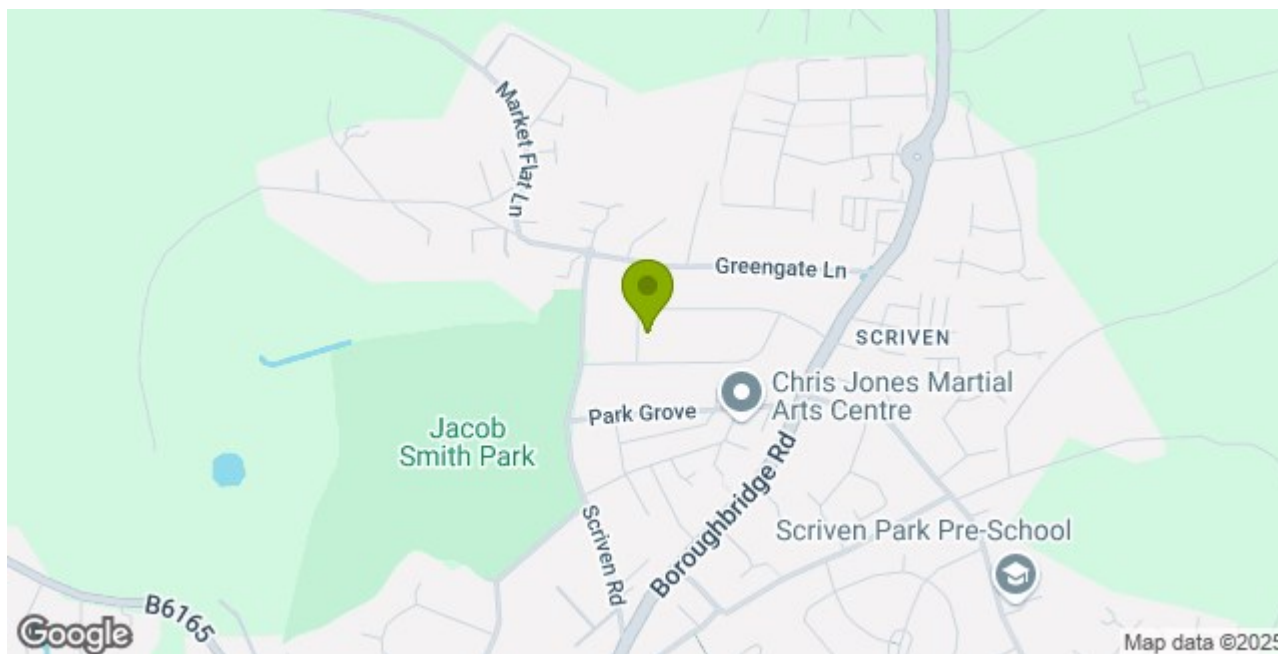 Market Flat Ln
Greengate Ln
SCRIVEN
Chris Jones Martial
Arts Centre
Park Grove
Jacob
Smith Park
Boroughbridge Rd
Scriven Rd
Scriven Park Pre-School
B6165
Google
Map data ©2025